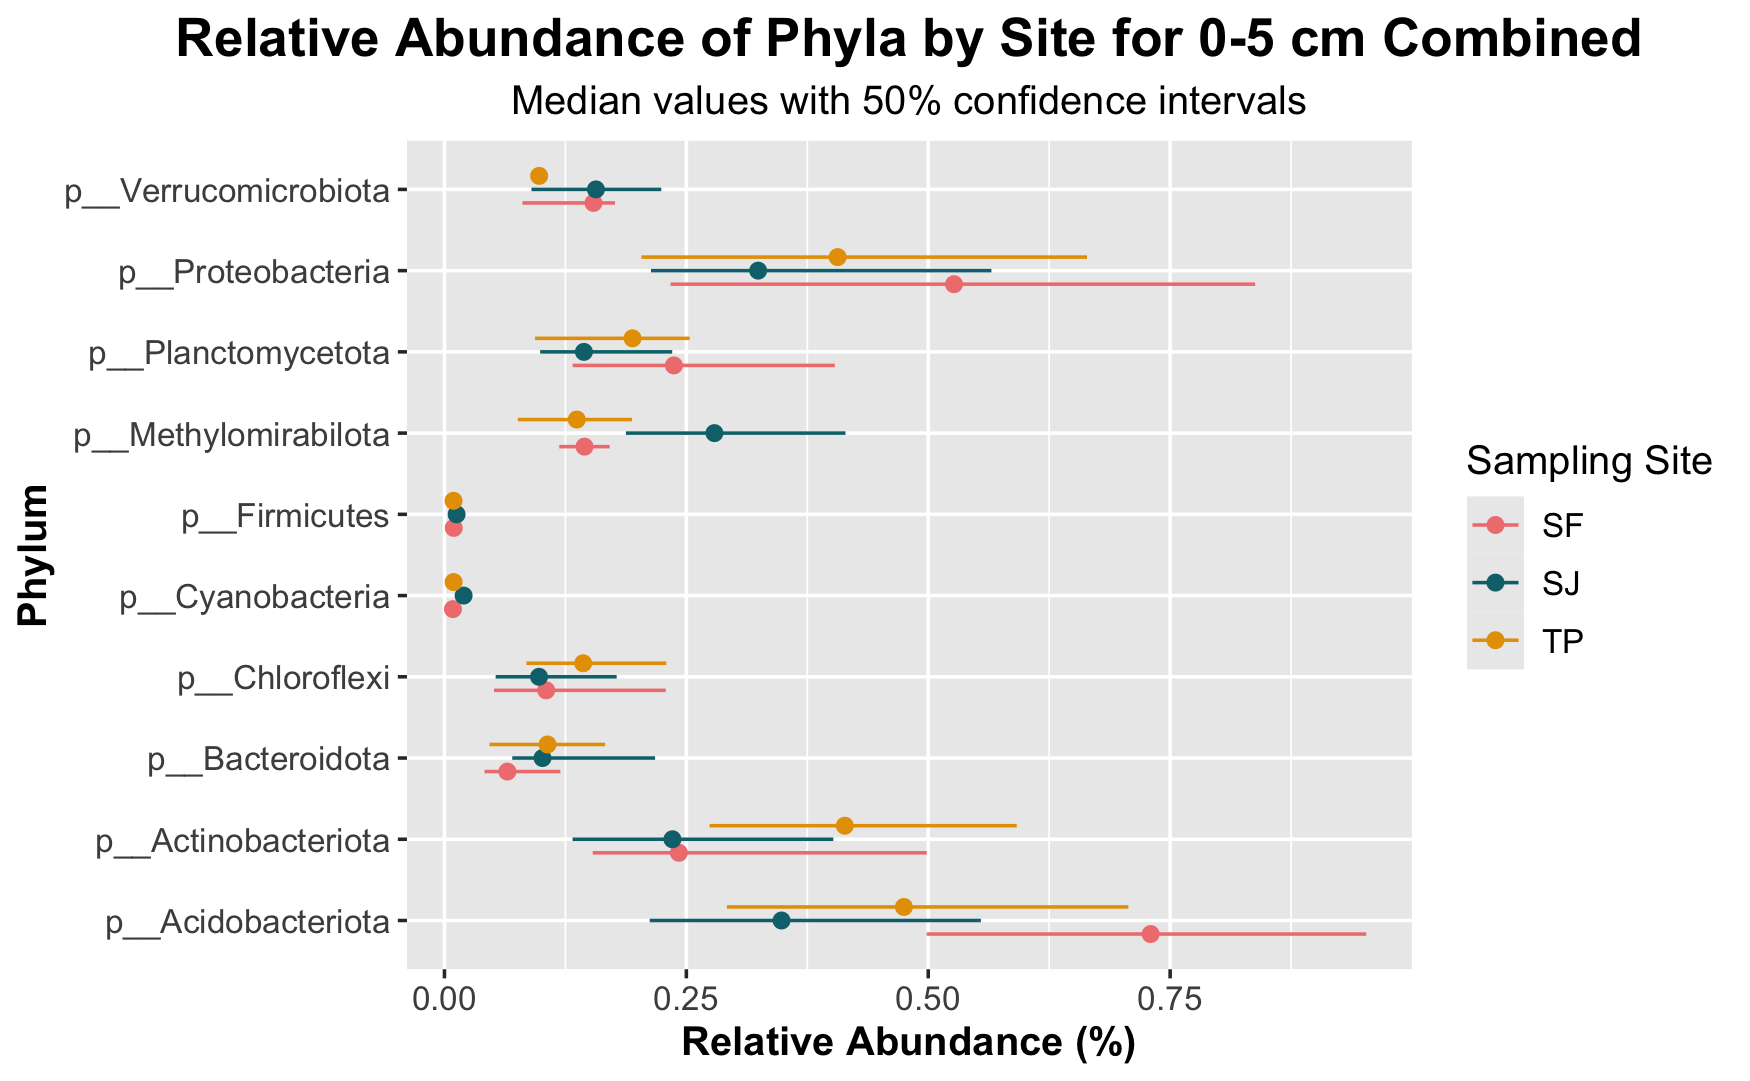 Relative Abundance of Phyla by Site for 0-5 cm Combined
Median values with 50% confidence intervals
p__Verrucomicrobiota
p__Proteobacteria
p__Planctomycetota
p__Methylomirabilota
p__Firmicutes
p__Cyanobacteria
p__Chloroflexi
p__Bacteroidota
p__Actinobacteriota
p__Acidobacteriota
Phylum
0.00 0.25 0.50 0.75
Relative Abundance (%)
Sampling Site
SF
SJ
TP